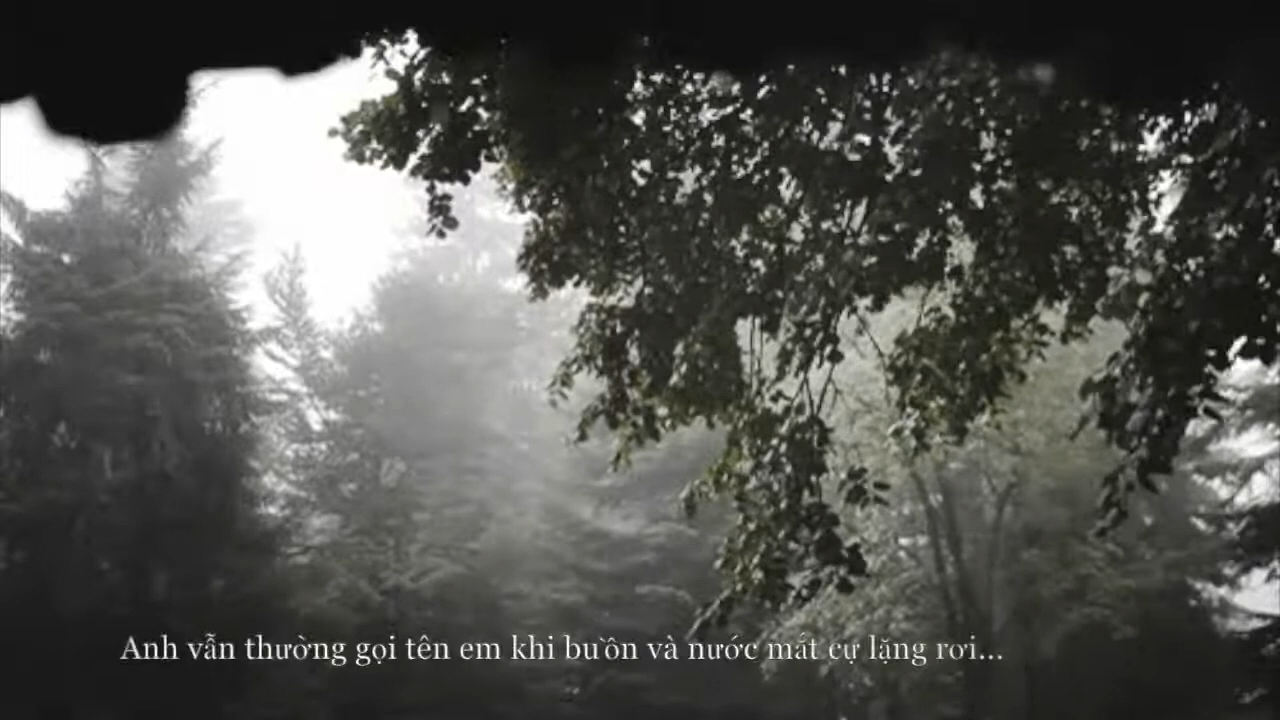 Anh vẫn thường gọi tên em khi buồn và nước mắt cự lặng rơi...